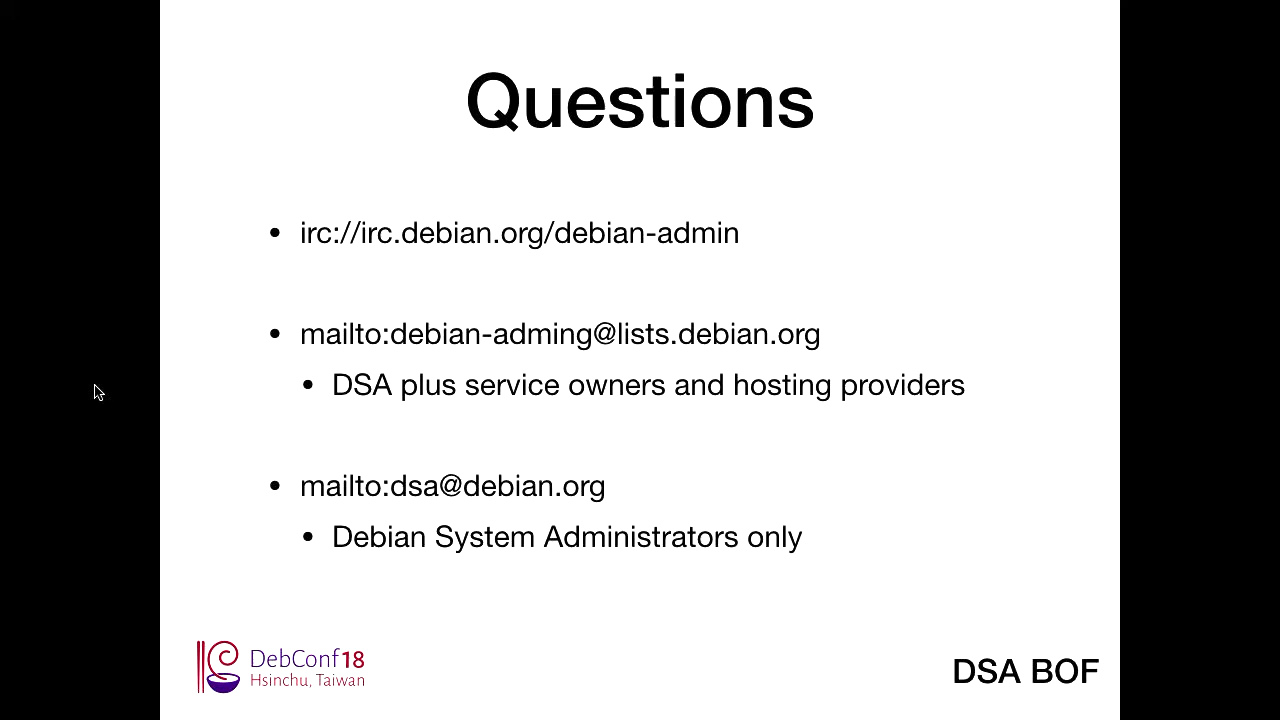 Questions
• irc://irc.debian.org/debian-admin
• mailto:debian-adming@lists.debian.org
• DSA plus service owners and hosting providers
• mailto:dsa@debian.org
• Debian System Administrators only
DebConf18
Hsinchu, Taiwan
DSA BOF